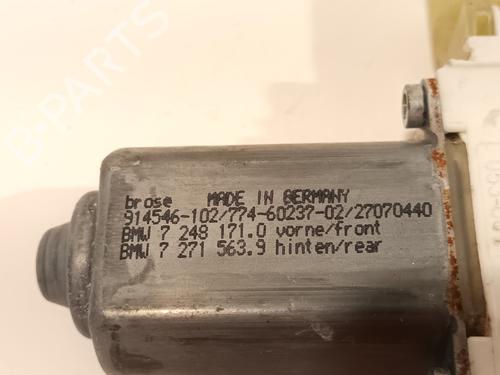 B-PARTS
brose MADE IN GERMANY
914546-102/774-60237-02/27070440
BMW 7 248 171.0 vorne/front
BMW 7 271 563.9 hinten/rear